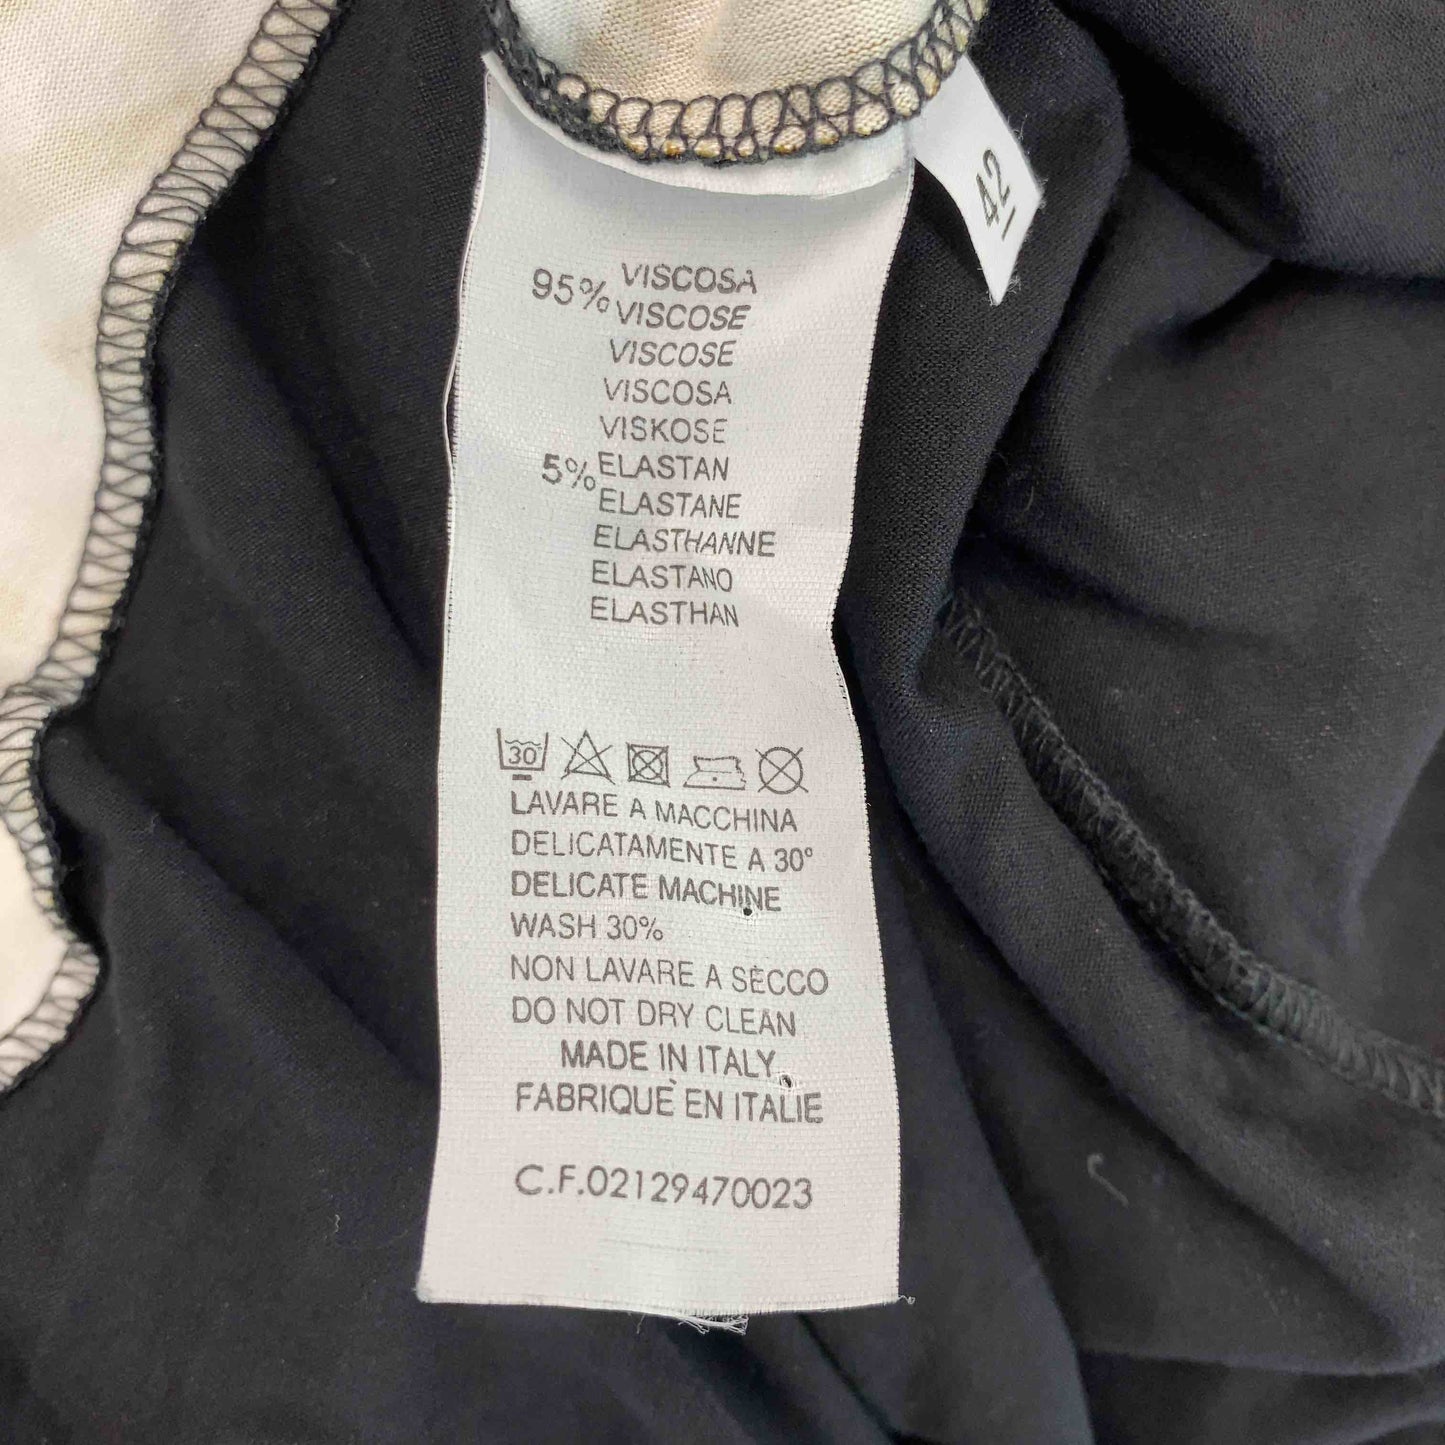 42
95% VISCOSA
VISCOSE
VISCOSE
VISCOSA
VISKOSE
5% ELASTAN
ELASTANE
ELASTHANNE
ELASTANO
ELASTHAN
30
LAVARE A MACCHINA
DELICATAMENTE A 30°
DELICATE MACHINE
WASH 30%
NON LAVARE A SECCO
DO NOT DRY CLEAN
MADE IN ITALY
FABRIQUÈ EN ITALIE
C.F.02129470023